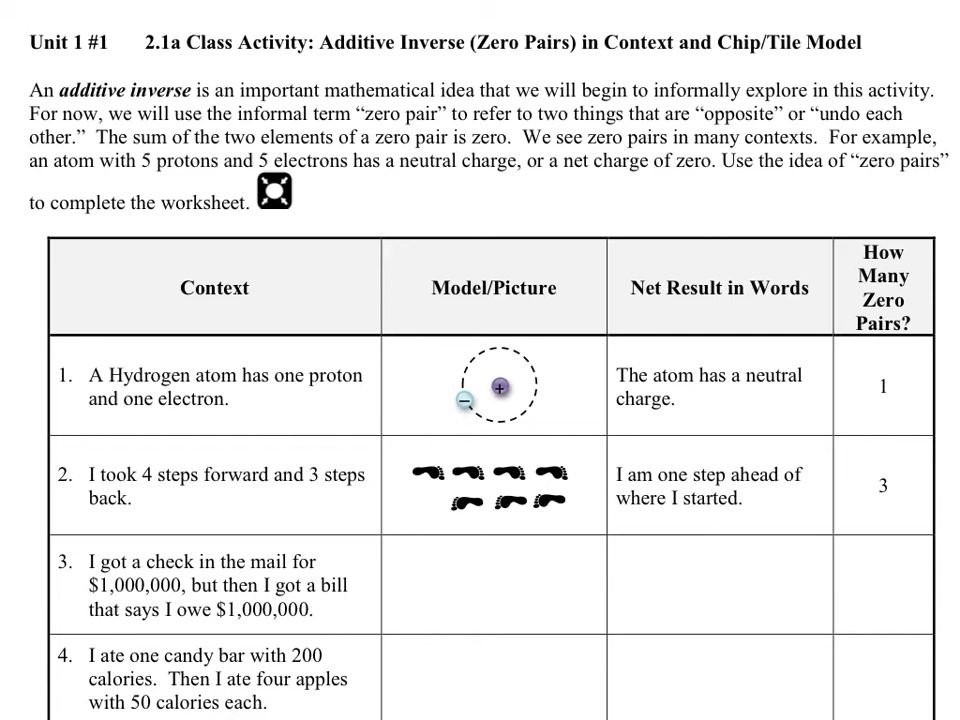 Unit 1 #1 2.1a Class Activity: Additive Inverse (Zero Pairs) in Context and Chip/Tile Model
An additive inverse is an important mathematical idea that we will begin to informally explore in this activity.
For now, we will use the informal term “zero pair” to refer to two things that are “opposite” or “undo each
other.” The sum of the two elements of a zero pair is zero. We see zero pairs in many contexts. For example,
an atom with 5 protons and 5 electrons has a neutral charge, or a net charge of zero. Use the idea of “zero pairs”
to complete the worksheet.
Context
Model/Picture
Net Result in Words
How
Many
Zero
Pairs?
1. A Hydrogen atom has one proton
and one electron.
+
−
The atom has a neutral
charge.
1
2. I took 4 steps forward and 3 steps
back.
I am one step ahead of
where I started.
3
3. I got a check in the mail for
$1,000,000, but then I got a bill
that says I owe $1,000,000.
4. I ate one candy bar with 200
calories. Then I ate four apples
with 50 calories each.